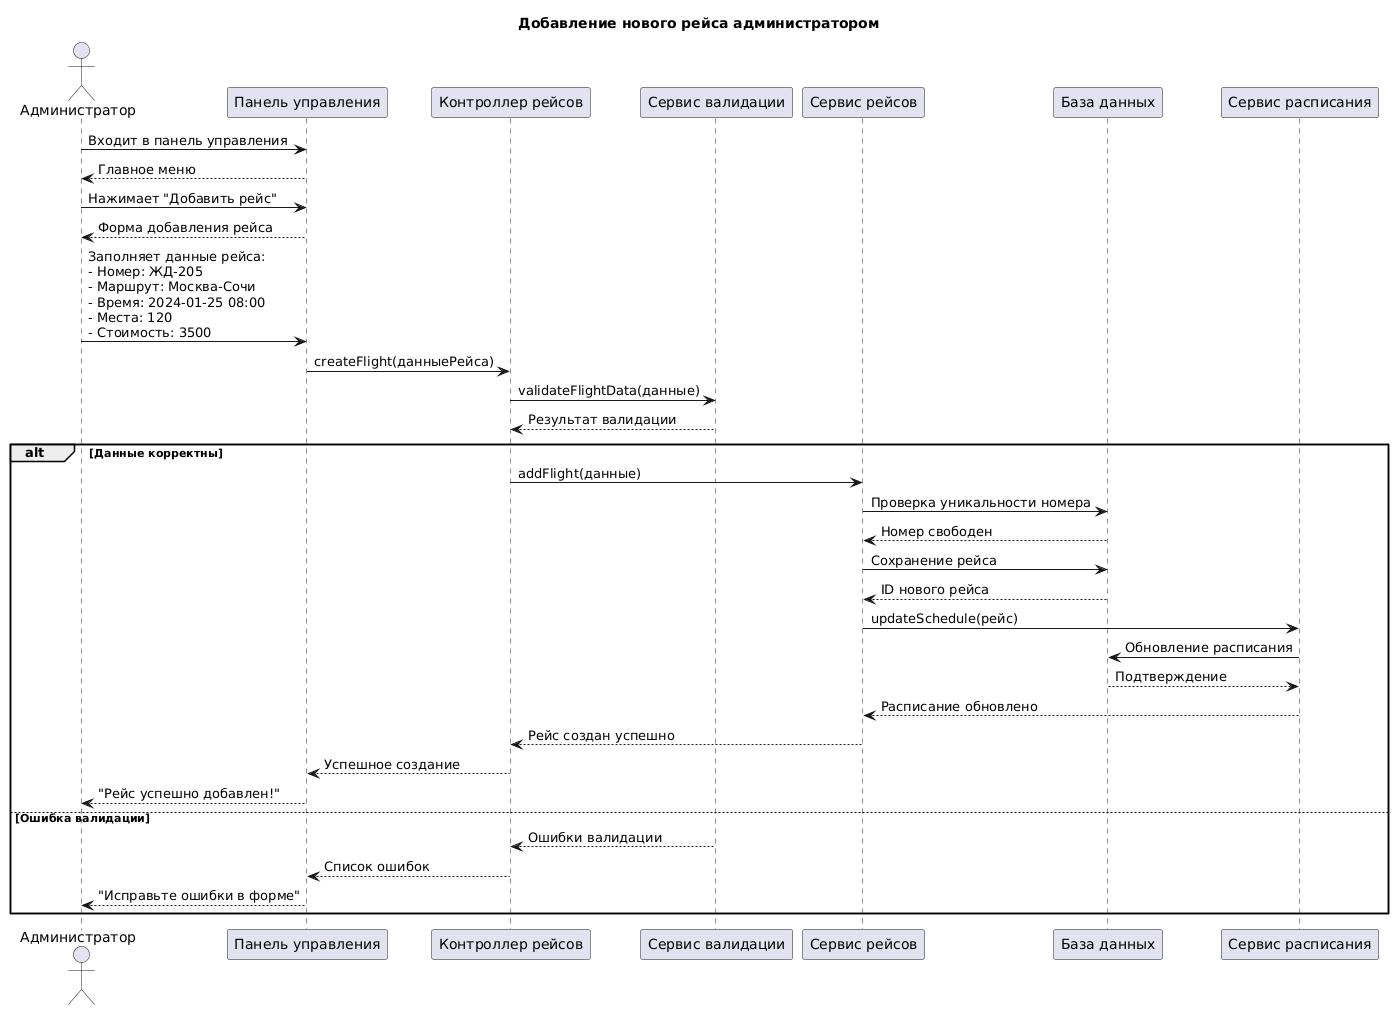 Добавление нового рейса администратором
Администратор
Панель управления
Контроллер рейсов
Сервис валидации
Сервис рейсов
База данных
Сервис расписания
Входит в панель управления
Главное меню
Нажимает "Добавить рейс"
Форма добавления рейса
Заполняет данные рейса:
- Номер: ЖД-205
- Маршрут: Москва-Сочи
- Время: 2024-01-25 08:00
- Места: 120
- Стоимость: 3500
createFlight(данныеРейса)
validateFlightData(данные)
Результат валидации
alt
[Данные корректны]
addFlight(данные)
Проверка уникальности номера
Номер свободен
Сохранение рейса
ID нового рейса
updateSchedule(рейс)
Обновление расписания
Подтверждение
Расписание обновлено
Рейс создан успешно
Успешное создание
"Рейс успешно добавлен!"
[Ошибка валидации]
Ошибки валидации
Список ошибок
"Исправьте ошибки в форме"
Администратор
Панель управления
Контроллер рейсов
Сервис валидации
Сервис рейсов
База данных
Сервис расписания